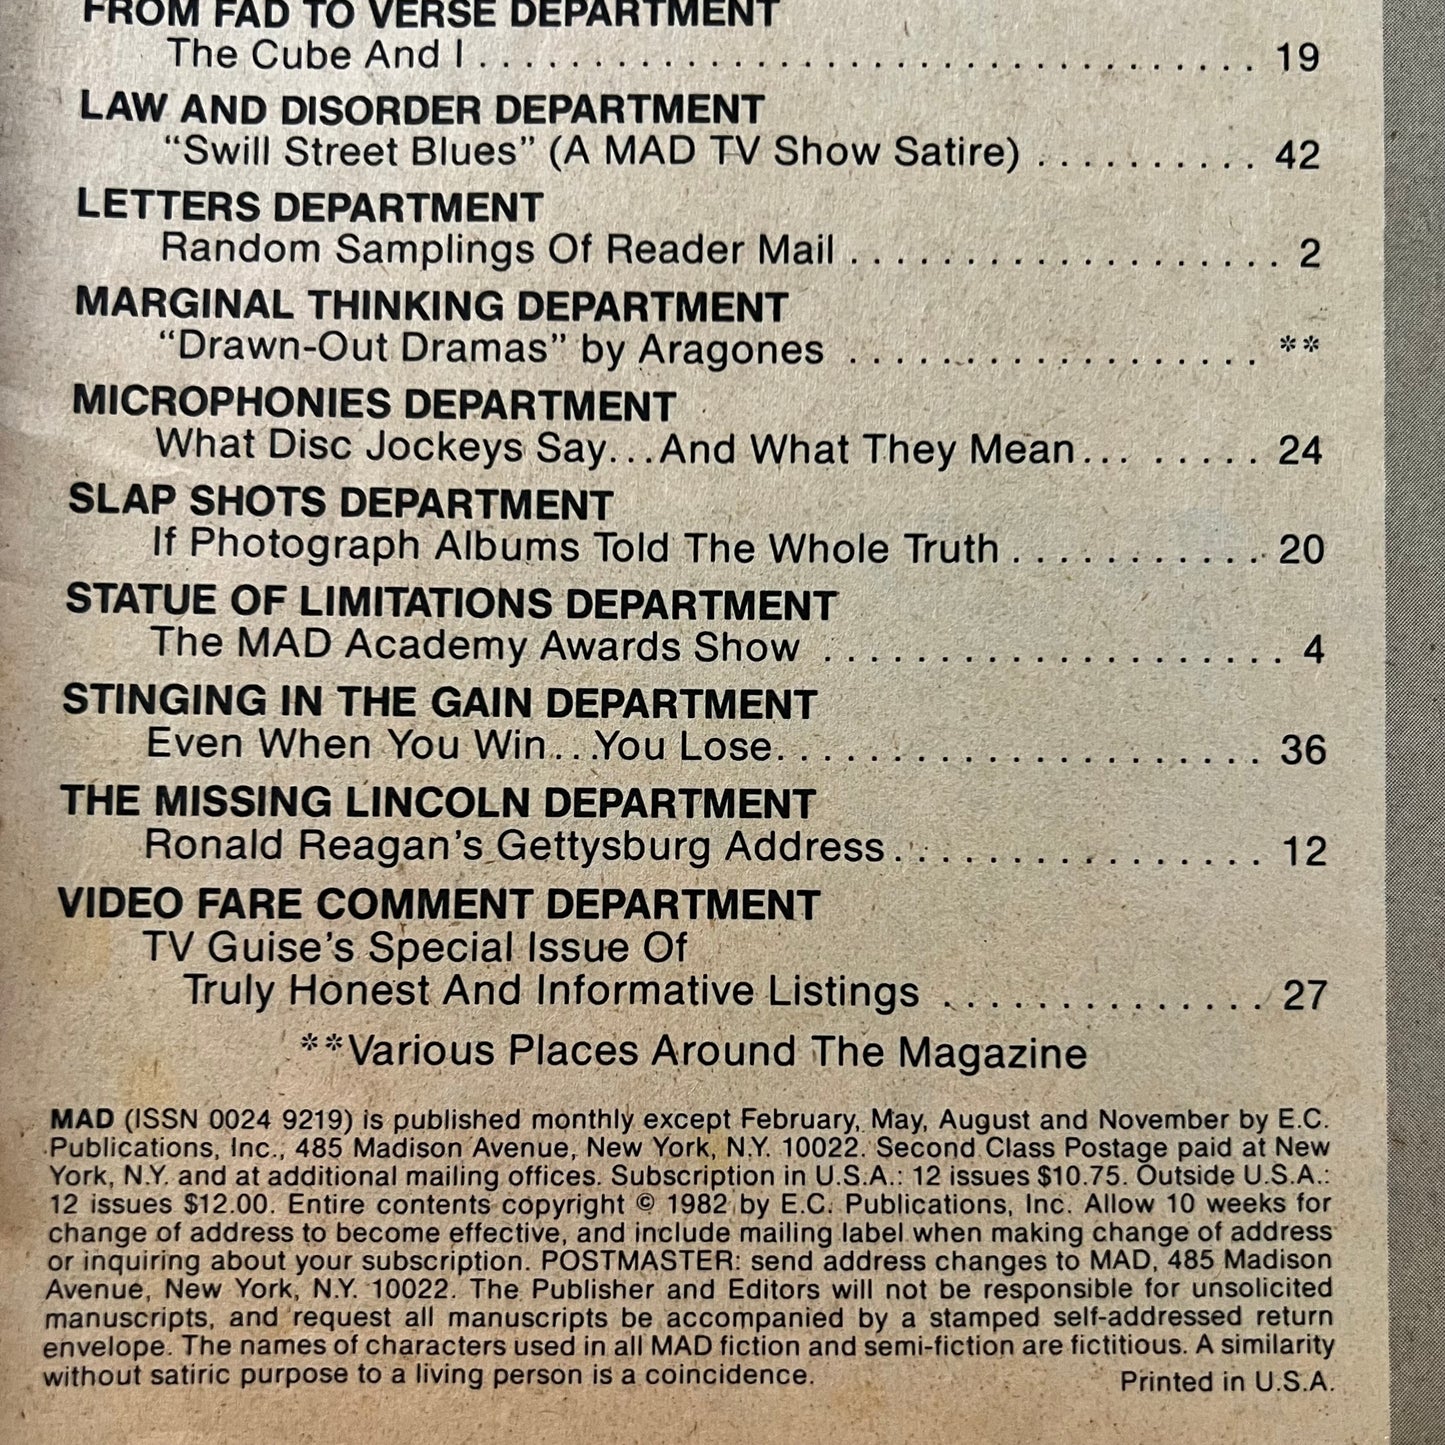 FROM FAD TO VERSE DEPARTMENT
The Cube And I . . . . . . . . . . . . . . . . . . . . . . . . . . . . . . . . . . 19
LAW AND DISORDER DEPARTMENT
“Swill Street Blues” (A MAD TV Show Satire) . . . . . . . . . . 42
LETTERS DEPARTMENT
Random Samplings Of Reader Mail . . . . . . . . . . . . . . . . . . . 2
MARGINAL THINKING DEPARTMENT
“Drawn-Out Dramas” by Aragones . . . . . . . . . . . . . . . . . . **
MICROPHONIES DEPARTMENT
What Disc Jockeys Say...And What They Mean... . . . . . 24
SLAP SHOTS DEPARTMENT
If Photograph Albums Told The Whole Truth . . . . . . . . . . . 20
STATUE OF LIMITATIONS DEPARTMENT
The MAD Academy Awards Show . . . . . . . . . . . . . . . . . . . . 4
STINGING IN THE GAIN DEPARTMENT
Even When You Win...You Lose. . . . . . . . . . . . . . . . . . . . . 36
THE MISSING LINCOLN DEPARTMENT
Ronald Reagan's Gettysburg Address . . . . . . . . . . . . . . . . 12
VIDEO FARE COMMENT DEPARTMENT
TV Guise's Special Issue Of
Truly Honest And Informative Listings . . . . . . . . . . . . . . 27
**Various Places Around The Magazine
MAD (ISSN 0024 9219) is published monthly except February, May, August and November by E.C.
Publications, Inc., 485 Madison Avenue, New York, N.Y. 10022. Second Class Postage paid at New
York, N.Y. and at additional mailing offices. Subscription in U.S.A.: 12 issues $10.75. Outside U.S.A.:
12 issues $12.00. Entire contents copyright © 1982 by E.C. Publications, Inc. Allow 10 weeks for
change of address to become effective, and include mailing label when making change of address
or inquiring about your subscription. POSTMASTER: send address changes to MAD, 485 Madison
Avenue, New York, N.Y. 10022. The Publisher and Editors will not be responsible for unsolicited
manuscripts, and request all manuscripts be accompanied by a stamped self-addressed return
envelope. The names of characters used in all MAD fiction and semi-fiction are fictitious. A similarity
without satiric purpose to a living person is a coincidence.
Printed in U.S.A.